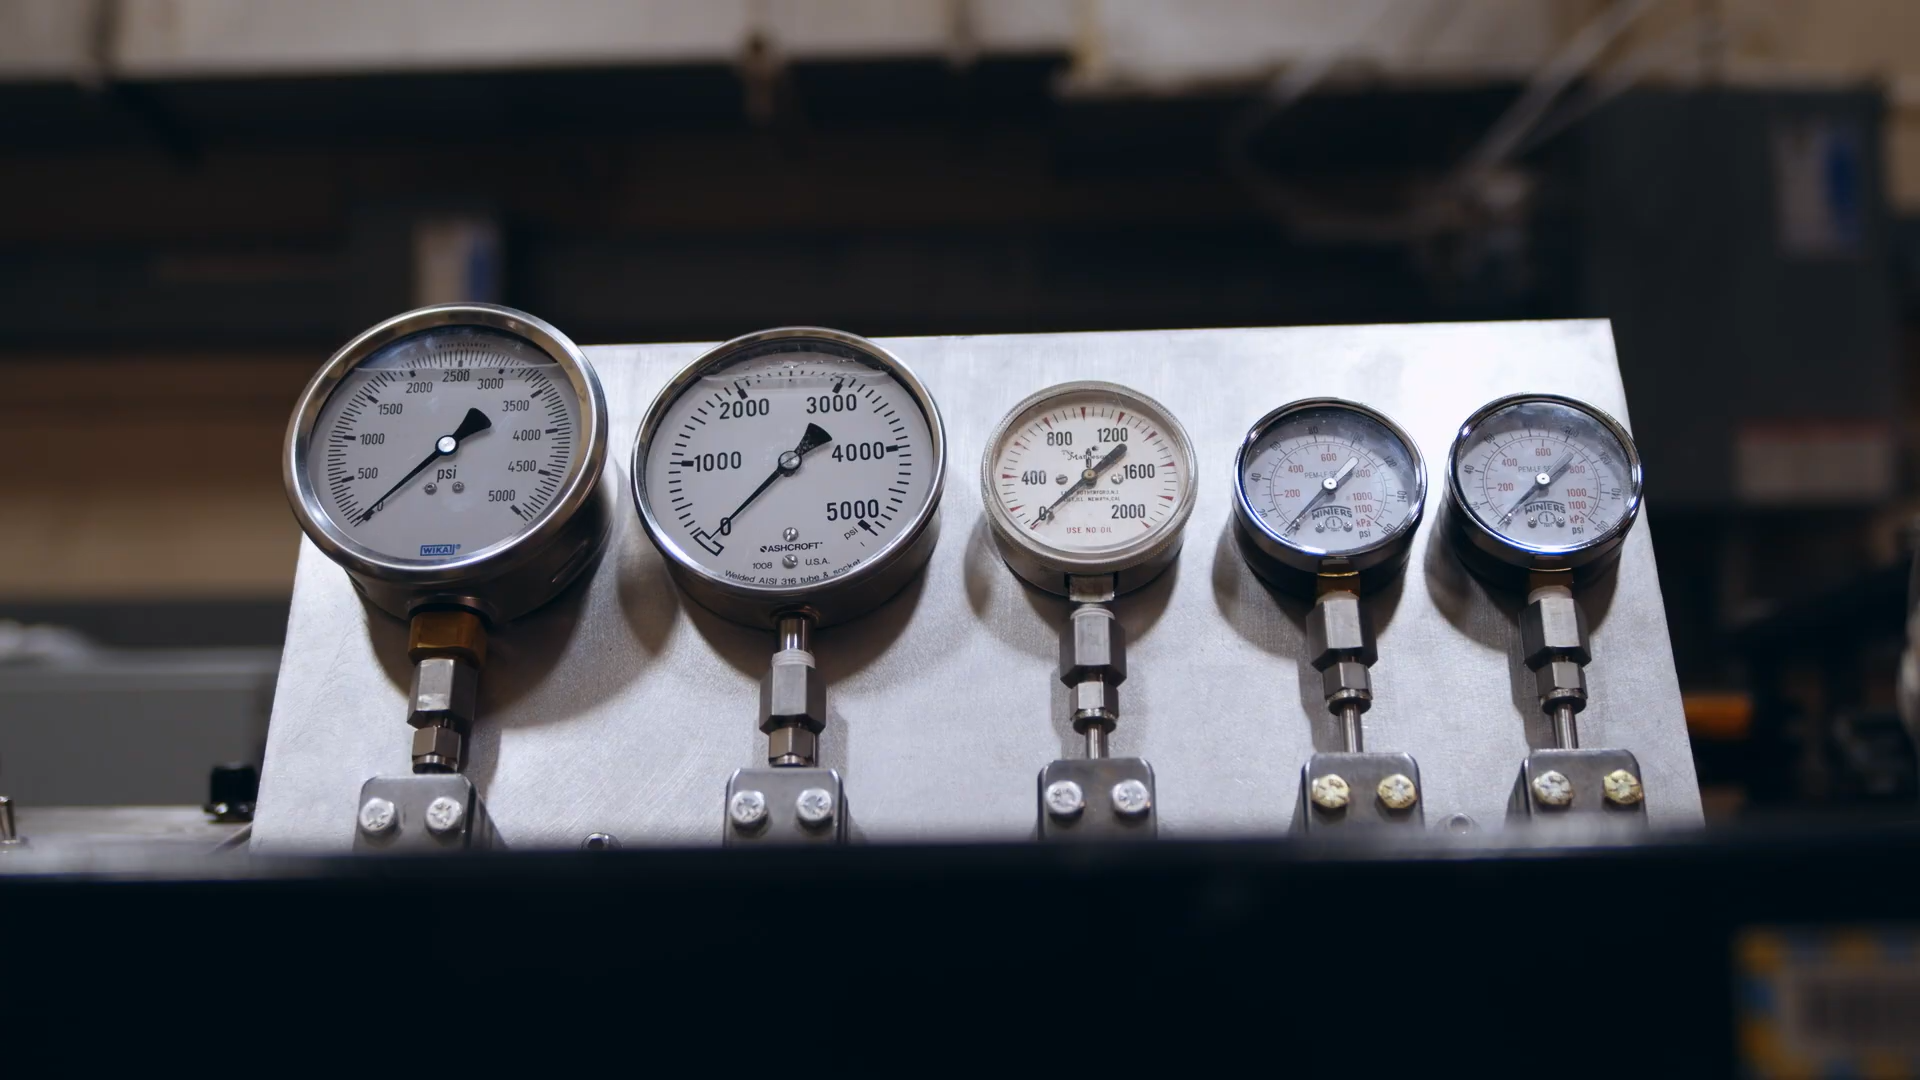 2000 2500 3000
1500 3500
1000 4000
500 4500
0 5000
psi
WIKA
2000 3000
1000 4000
0 5000
psi
ASHCROFT
1008 U.S.A.
Welded AISI 316 tube & socket
800 1200
400 1600
0 2000
USE NO OIL
600
400 800
200 1000
1100
kPa
psi
WINTERS
600
400 800
200 1000
1100
kPa
psi
WINTERS